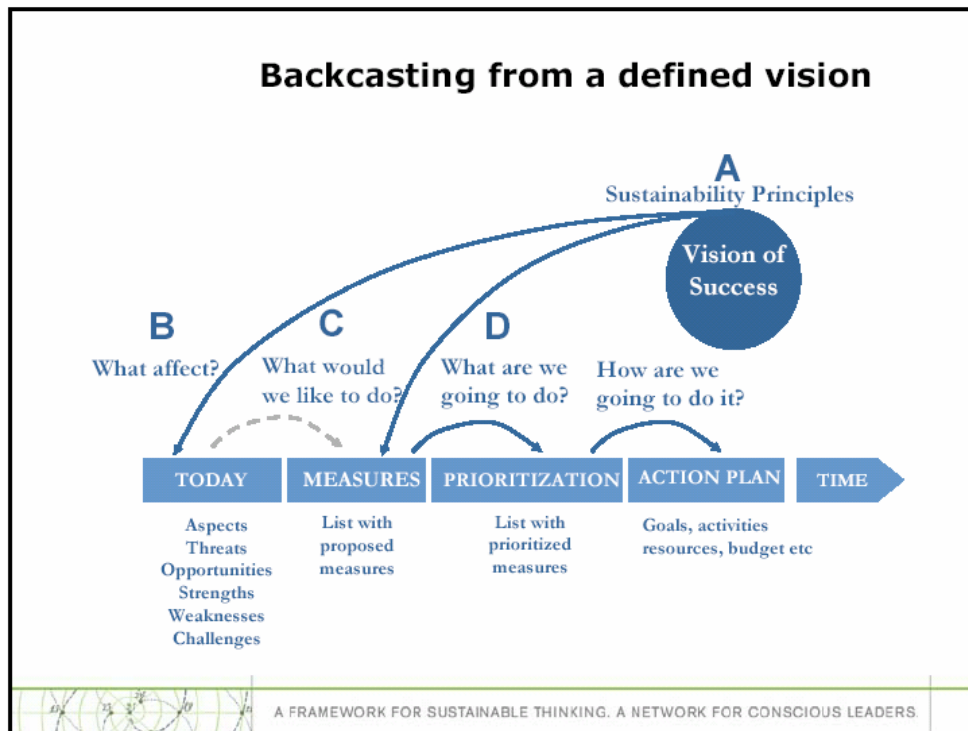 Backcasting from a defined vision
A
Sustainability Principles
Vision of
Success
B
What affect?
C
What would
we like to do?
D
What are we
going to do?
How are we
going to do it?
TODAY
MEASURES
PRIORITIZATION
ACTION PLAN
TIME
Aspects
Threats
Opportunities
Strengths
Weaknesses
Challenges
List with
proposed
measures
List with
prioritized
measures
Goals, activities
resources, budget etc
A FRAMEWORK FOR SUSTAINABLE THINKING. A NETWORK FOR CONSCIOUS LEADERS.